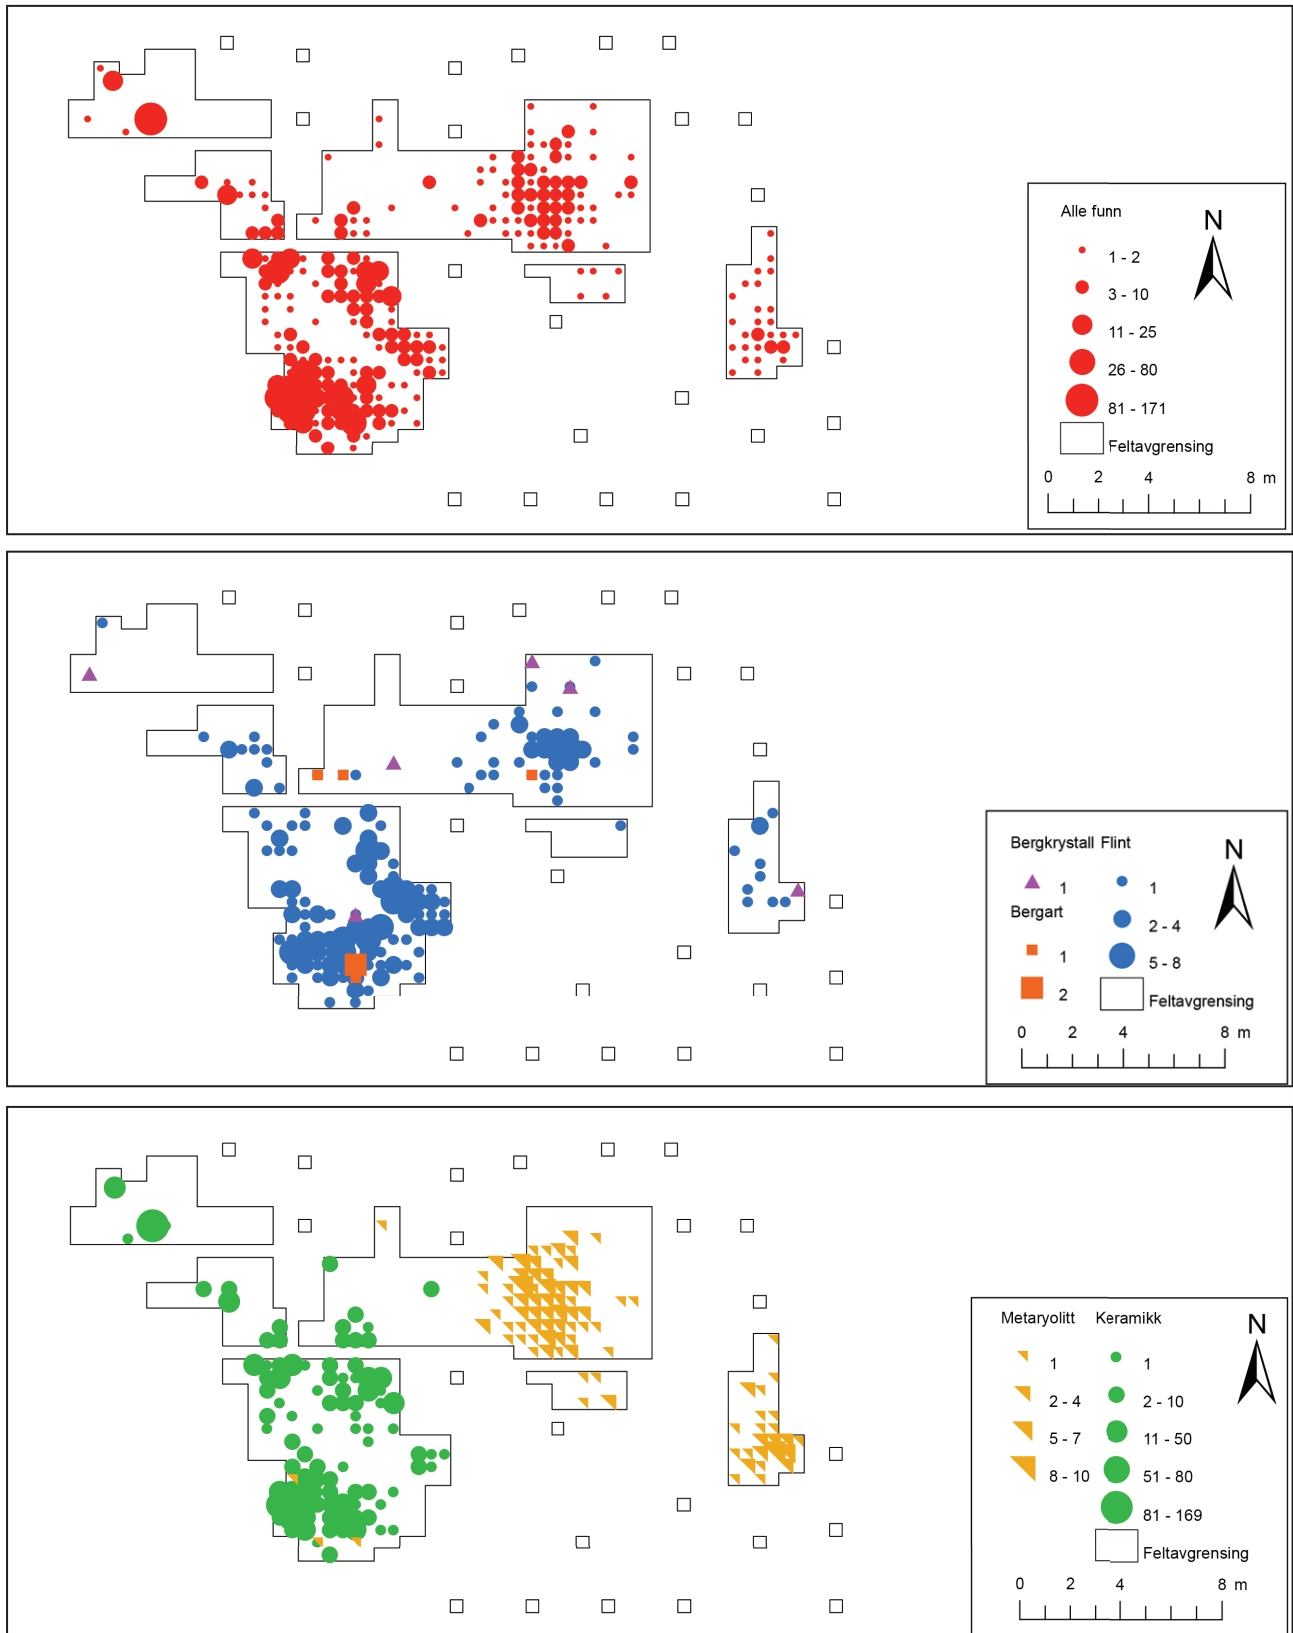 Alle funn
N
1 - 2
3 - 10
11 - 25
26 - 80
81 - 171
Feltavgrensing
0 2 4 8 m
Bergkrystall Flint
N
1 1
Bergart
2 - 4
1
5 - 8
2
Feltavgrensing
0 2 4 8 m
Metaryolitt Keramikk
N
1 1
2 - 4 2 - 10
5 - 7 11 - 50
8 - 10 51 - 80
81 - 169
Feltavgrensing
0 2 4 8 m